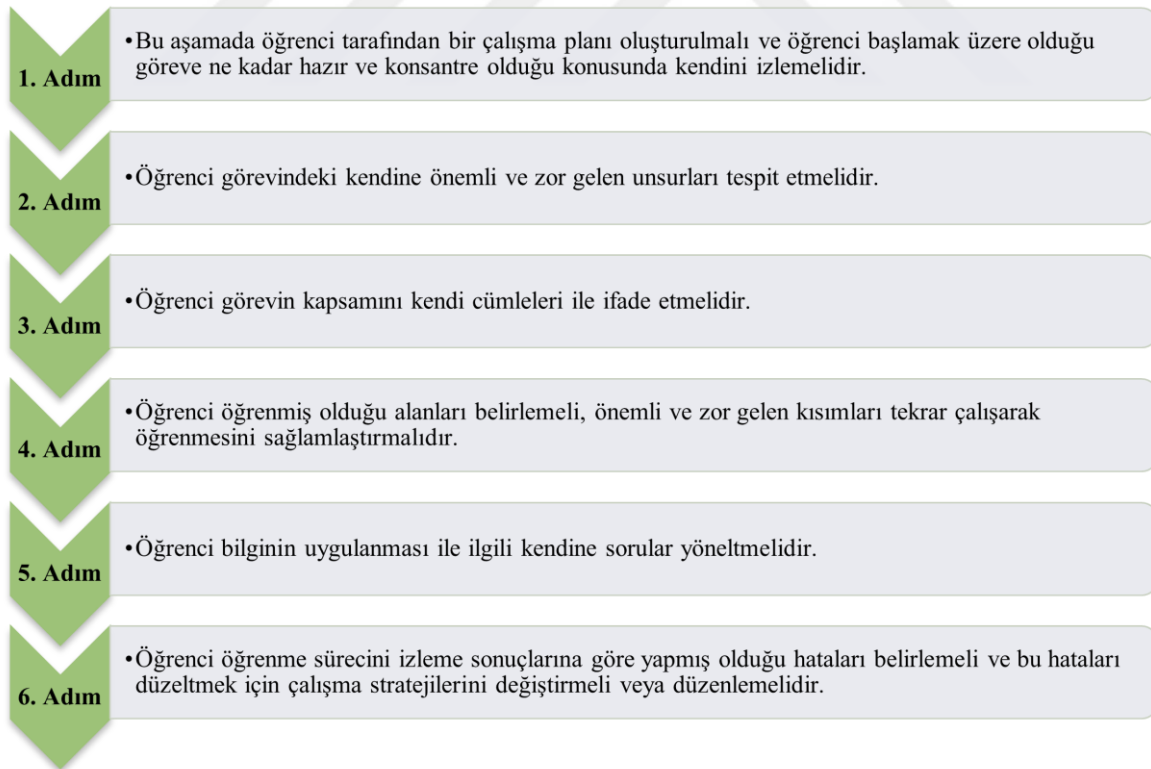 1. Adım
•Bu aşamada öğrenci tarafından bir çalışma planı oluşturulmalı ve öğrenci başlamak üzere olduğu
göreve ne kadar hazır ve konsantre olduğu konusunda kendini izlemelidir.
2. Adım
•Öğrenci görevindeki kendine önemli ve zor gelen unsurları tespit etmelidir.
3. Adım
•Öğrenci görevin kapsamını kendi cümleleri ile ifade etmelidir.
4. Adım
•Öğrenci öğrenmiş olduğu alanları belirlemeli, önemli ve zor gelen kısımları tekrar çalışarak
öğrenmesini sağlamlaştırmalıdır.
5. Adım
•Öğrenci bilginin uygulanması ile ilgili kendine sorular yöneltmelidir.
6. Adım
•Öğrenci öğrenme sürecini izleme sonuçlarına göre yapmış olduğu hataları belirlemeli ve bu hataları
düzeltmek için çalışma stratejilerini değiştirmeli veya düzenlemelidir.